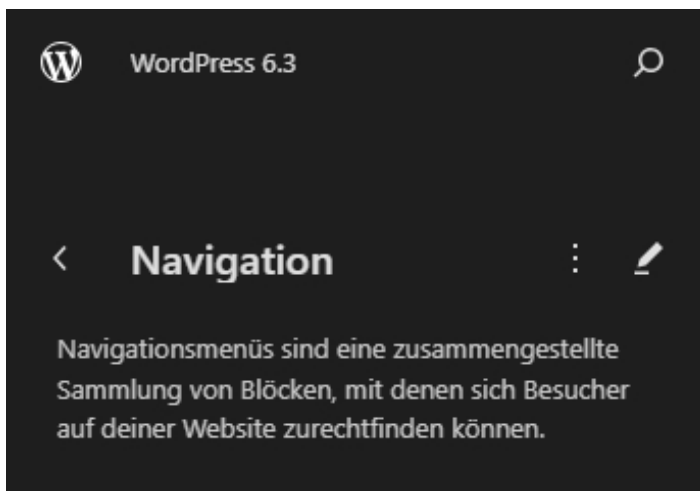 WordPress 6.3
Navigation
Navigationsmenüs sind eine zusammengestellte
Sammlung von Blöcken, mit denen sich Besucher
auf deiner Website zurechtfinden können.